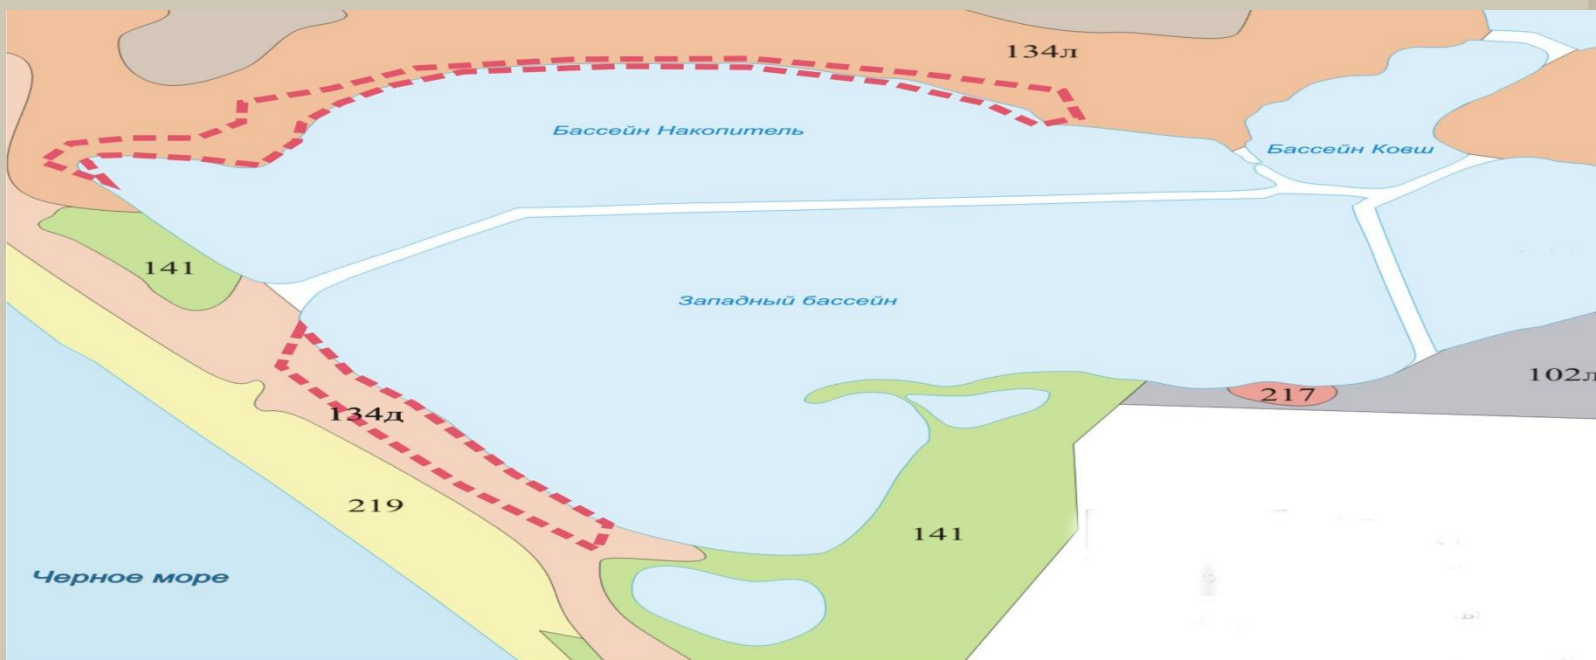 134л
Бассейн Накопитель
Бассейн Ковш
141
Западный бассейн
102л
217
134д
219
141
Черное море